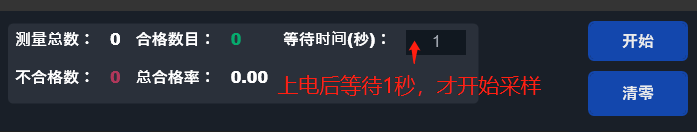 测量总数： 0 合格数目： 0 等待时间(秒)： 1 开始
不合格数： 0 总合格率： 0.00
上电后等待1秒，才开始采样
清零